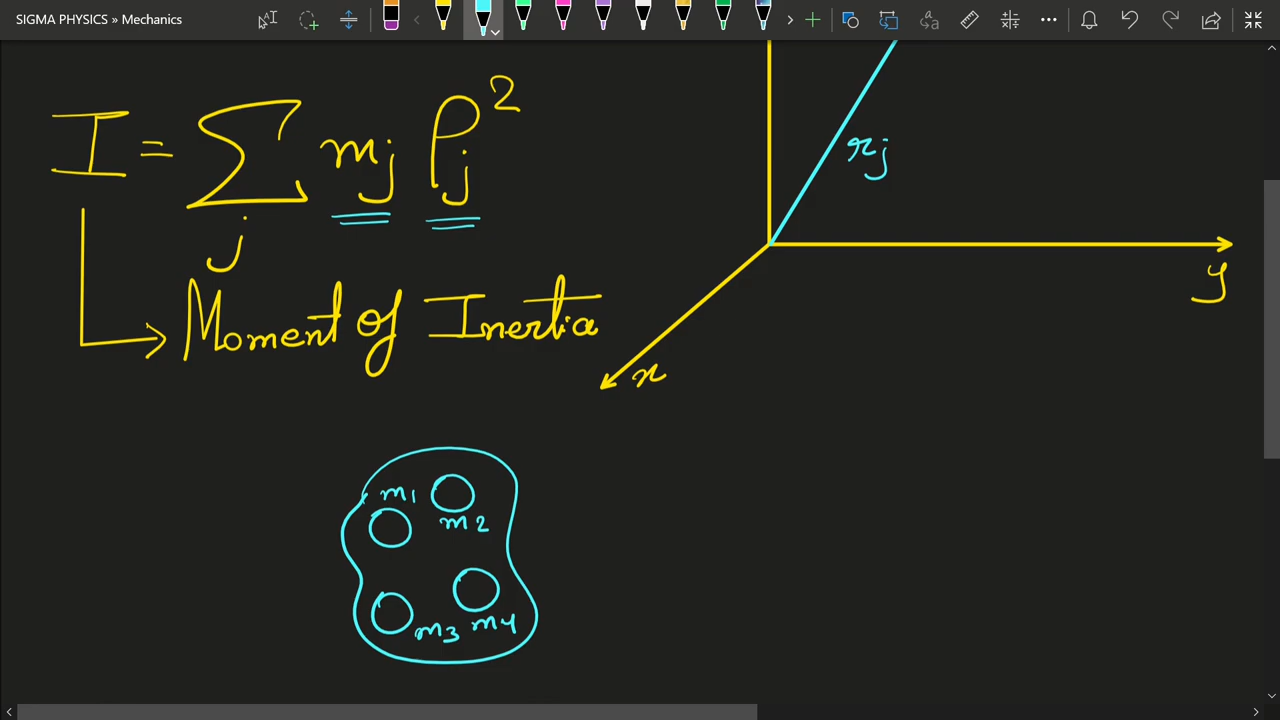 SIGMA PHYSICS » Mechanics
I = ∑ⱼ mⱼ ρⱼ²
rⱼ
y
Moment of Inertia
x
m1
m2
m3 m4